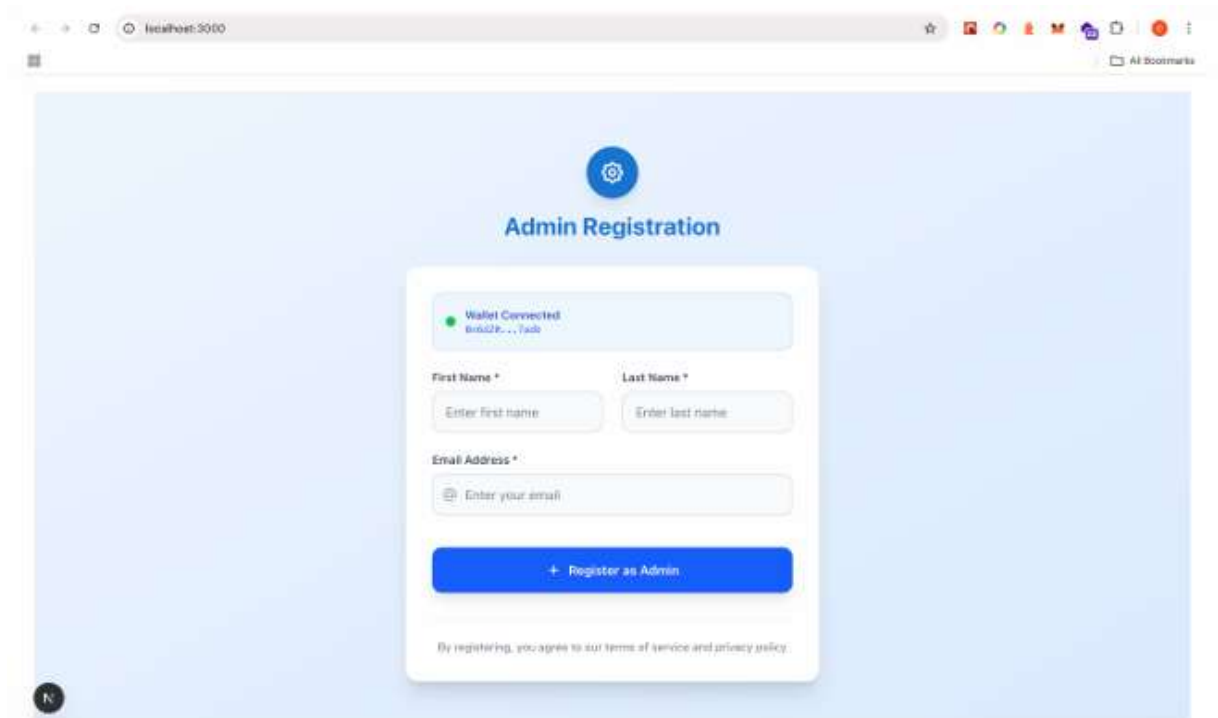 localhost:3000
All Bookmarks
Admin Registration
Wallet Connected
First Name * Last Name *
Enter first name Enter last name
Email Address *
@ Enter your email
+ Register as Admin
By registering, you agree to our terms of service and privacy policy
N